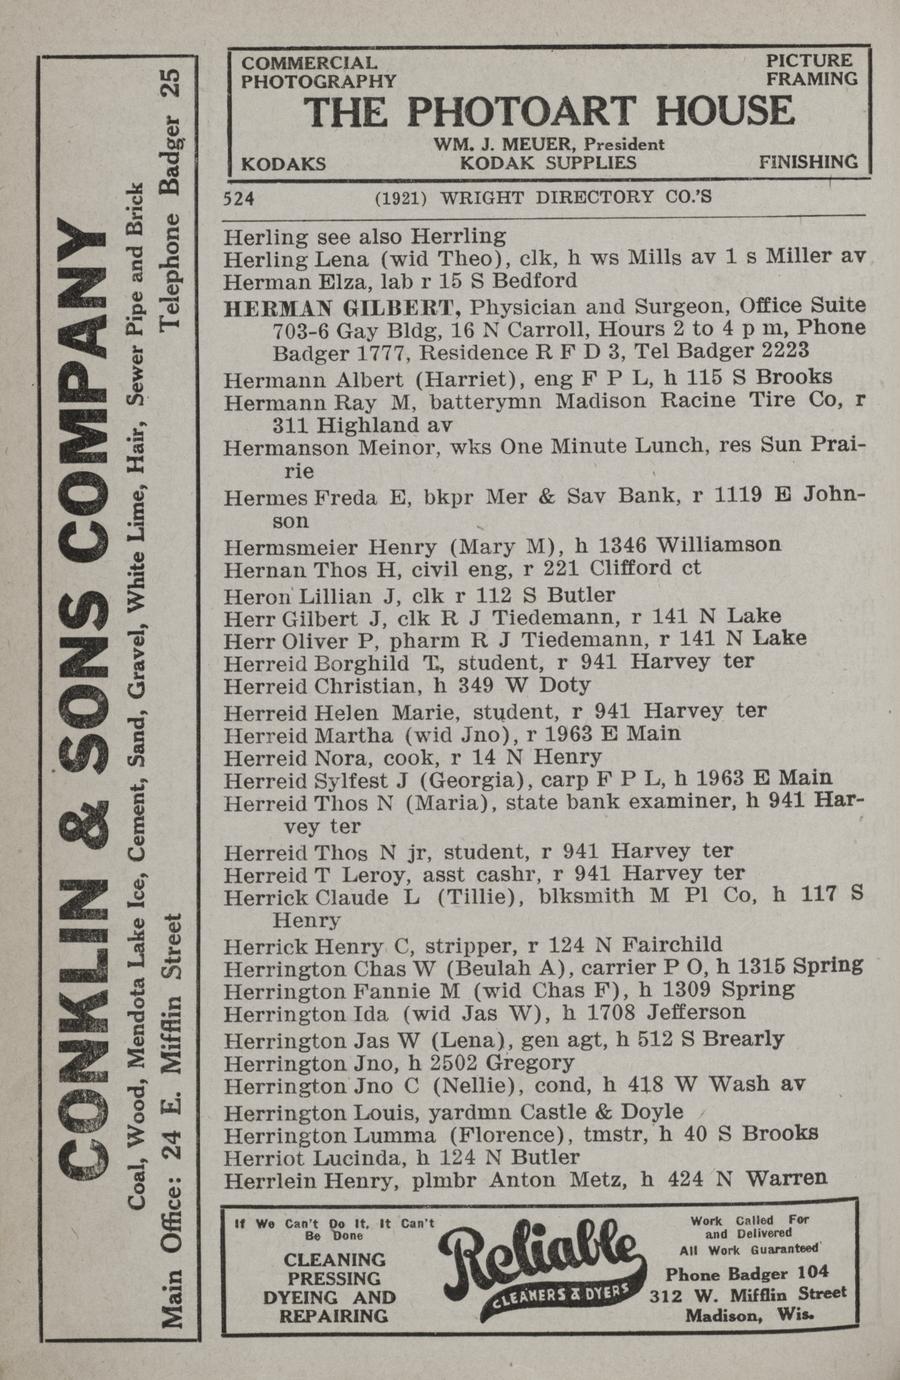 CONKLIN & SONS COMPANY
Coal, Wood, Mendota Lake Ice, Cement, Sand, Gravel, White Lime, Hair, Sewer Pipe and Brick
Main Office: 24 E. Mifflin Street Telephone Badger 25
COMMERCIAL PHOTOGRAPHY
PICTURE FRAMING
THE PHOTOART HOUSE
WM. J. MEUER, President
KODAKS KODAK SUPPLIES FINISHING
524 (1921) WRIGHT DIRECTORY CO.'S
Herling see also Herrling
Herling Lena (wid Theo), clk, h ws Mills av 1 s Miller av
Herman Elza, lab r 15 S Bedford
HERMAN GILBERT, Physician and Surgeon, Office Suite
703-6 Gay Bldg, 16 N Carroll, Hours 2 to 4 p m, Phone
Badger 1777, Residence R F D 3, Tel Badger 2223
Hermann Albert (Harriet), eng F P L, h 115 S Brooks
Hermann Ray M, batterymn Madison Racine Tire Co, r
311 Highland av
Hermanson Meinor, wks One Minute Lunch, res Sun Prai-
rie
Hermes Freda E, bkpr Mer & Sav Bank, r 1119 E John-
son
Hermsmeier Henry (Mary M), h 1346 Williamson
Hernan Thos H, civil eng, r 221 Clifford ct
Heron Lillian J, clk r 112 S Butler
Herr Gilbert J, clk R J Tiedemann, r 141 N Lake
Herr Oliver P, pharm R J Tiedemann, r 141 N Lake
Herreid Borghild T, student, r 941 Harvey ter
Herreid Christian, h 349 W Doty
Herreid Helen Marie, student, r 941 Harvey ter
Herreid Martha (wid Jno), r 1963 E Main
Herreid Nora, cook, r 14 N Henry
Herreid Sylfest J (Georgia), carp F P L, h 1963 E Main
Herreid Thos N (Maria), state bank examiner, h 941 Har-
vey ter
Herreid Thos N jr, student, r 941 Harvey ter
Herreid T Leroy, asst cashr, r 941 Harvey ter
Herrick Claude L (Tillie), blksmith M Pl Co, h 117 S
Henry
Herrick Henry C, stripper, r 124 N Fairchild
Herrington Chas W (Beulah A), carrier P O, h 1315 Spring
Herrington Fannie M (wid Chas F), h 1309 Spring
Herrington Ida (wid Jas W), h 1708 Jefferson
Herrington Jas W (Lena), gen agt, h 512 S Brearly
Herrington Jno, h 2502 Gregory
Herrington Jno C (Nellie), cond, h 418 W Wash av
Herrington Louis, yardmn Castle & Doyle
Herrington Lumma (Florence), tmstr, h 40 S Brooks
Herriot Lucinda, h 124 N Butler
Herrlein Henry, plmbr Anton Metz, h 424 N Warren
If We Can't Do It, It Can't
Be Done
CLEANING
PRESSING
DYEING AND
REPAIRING
Reliable
CLEANERS & DYERS
Work Called For
and Delivered
All Work Guaranteed
Phone Badger 104
312 W. Mifflin Street
Madison, Wis.